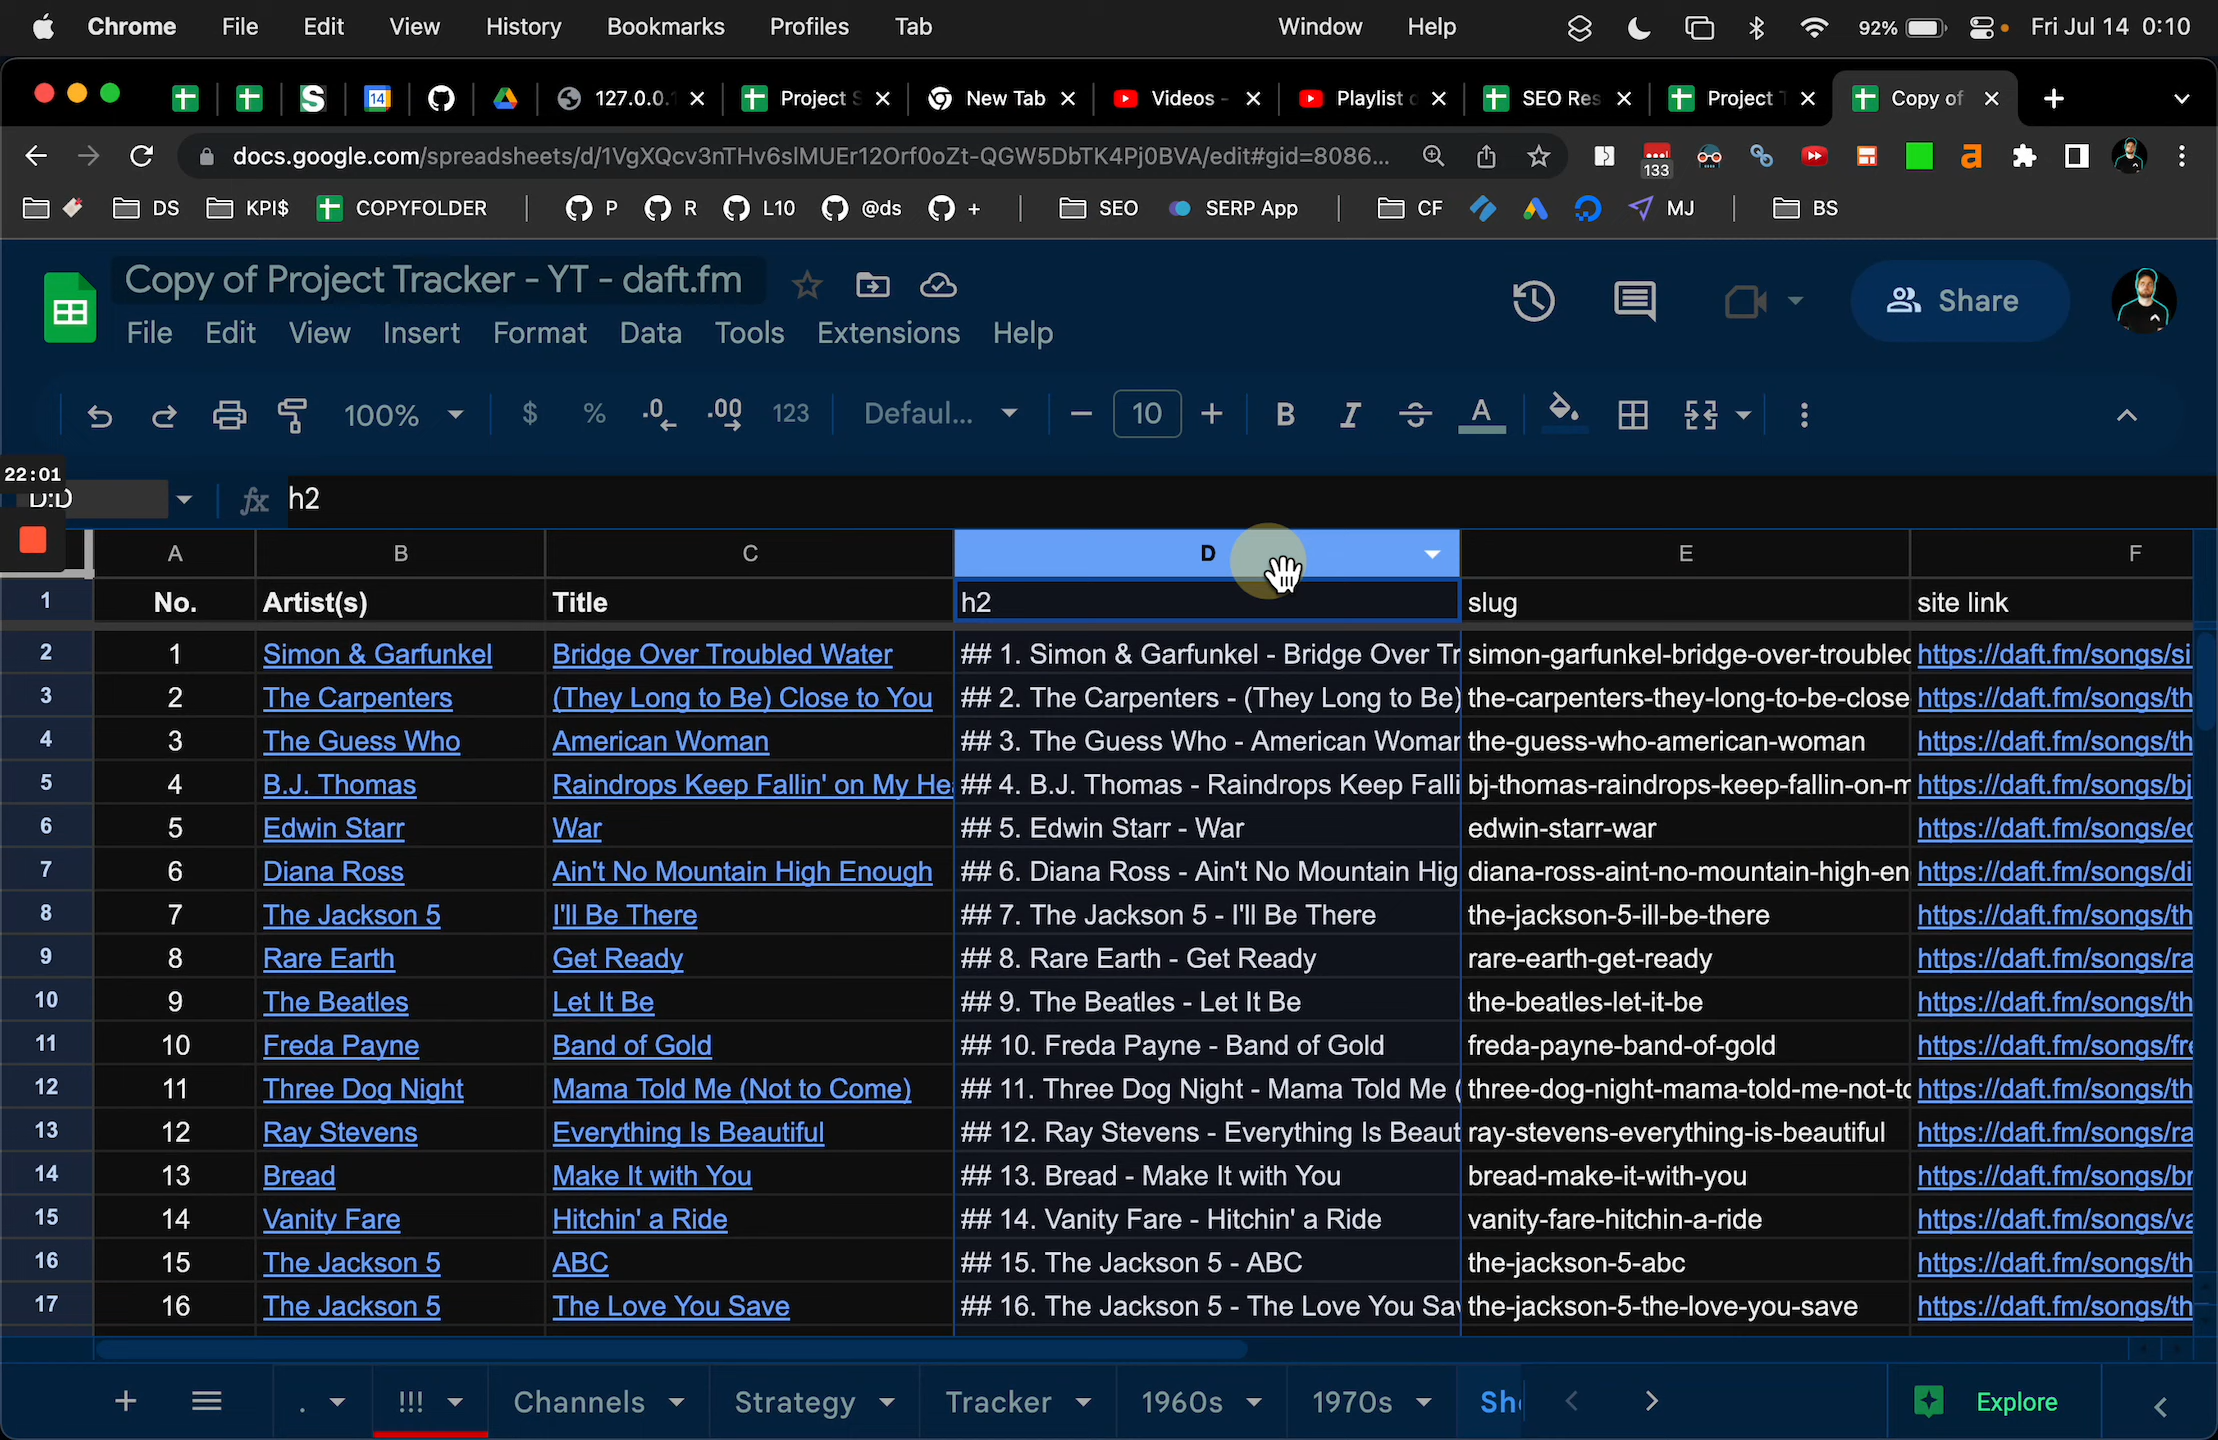 Chrome File Edit View History Bookmarks Profiles Tab Window Help 92% Fri Jul 14 0:10
14 127.0.0. Project New Tab Videos - Playlist SEO Res Project Copy of
docs.google.com/spreadsheets/d/1VgXQcv3nTHv6slMUEr12Orf0oZt-QGW5DbTK4Pj0BVA/edit#gid=8086... 133
DS KPI$ COPYFOLDER P R L10 @ds + SEO SERP App CF MJ BS
Copy of Project Tracker - YT - daft.fm Share
File Edit View Insert Format Data Tools Extensions Help
100% $ % .0 .00 123 Defaul... 10 B I A
22:01
D:D fx h2
A B C D E F
1 No. Artist(s) Title h2 slug site link
2 1 Simon & Garfunkel Bridge Over Troubled Water ## 1. Simon & Garfunkel - Bridge Over Tr simon-garfunkel-bridge-over-troubled https://daft.fm/songs/si
3 2 The Carpenters (They Long to Be) Close to You ## 2. The Carpenters - (They Long to Be) the-carpenters-they-long-to-be-close https://daft.fm/songs/th
4 3 The Guess Who American Woman ## 3. The Guess Who - American Woman the-guess-who-american-woman https://daft.fm/songs/th
5 4 B.J. Thomas Raindrops Keep Fallin' on My He ## 4. B.J. Thomas - Raindrops Keep Falli bj-thomas-raindrops-keep-fallin-on-m https://daft.fm/songs/bj
6 5 Edwin Starr War ## 5. Edwin Starr - War edwin-starr-war https://daft.fm/songs/ed
7 6 Diana Ross Ain't No Mountain High Enough ## 6. Diana Ross - Ain't No Mountain Hig diana-ross-aint-no-mountain-high-en https://daft.fm/songs/di
8 7 The Jackson 5 I'll Be There ## 7. The Jackson 5 - I'll Be There the-jackson-5-ill-be-there https://daft.fm/songs/th
9 8 Rare Earth Get Ready ## 8. Rare Earth - Get Ready rare-earth-get-ready https://daft.fm/songs/ra
10 9 The Beatles Let It Be ## 9. The Beatles - Let It Be the-beatles-let-it-be https://daft.fm/songs/th
11 10 Freda Payne Band of Gold ## 10. Freda Payne - Band of Gold freda-payne-band-of-gold https://daft.fm/songs/fre
12 11 Three Dog Night Mama Told Me (Not to Come) ## 11. Three Dog Night - Mama Told Me ( three-dog-night-mama-told-me-not-to https://daft.fm/songs/th
13 12 Ray Stevens Everything Is Beautiful ## 12. Ray Stevens - Everything Is Beaut ray-stevens-everything-is-beautiful https://daft.fm/songs/ra
14 13 Bread Make It with You ## 13. Bread - Make It with You bread-make-it-with-you https://daft.fm/songs/br
15 14 Vanity Fare Hitchin' a Ride ## 14. Vanity Fare - Hitchin' a Ride vanity-fare-hitchin-a-ride https://daft.fm/songs/va
16 15 The Jackson 5 ABC ## 15. The Jackson 5 - ABC the-jackson-5-abc https://daft.fm/songs/th
17 16 The Jackson 5 The Love You Save ## 16. The Jackson 5 - The Love You Sav the-jackson-5-the-love-you-save https://daft.fm/songs/th
. !!! Channels Strategy Tracker 1960s 1970s She Explore